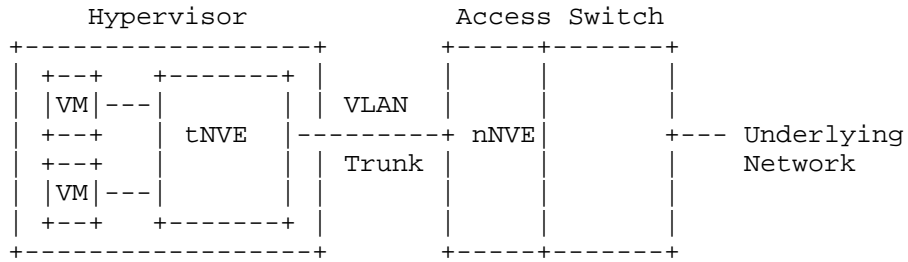 Hypervisor Access Switch
VM VLAN
tNVE nNVE Underlying
Trunk Network
VM